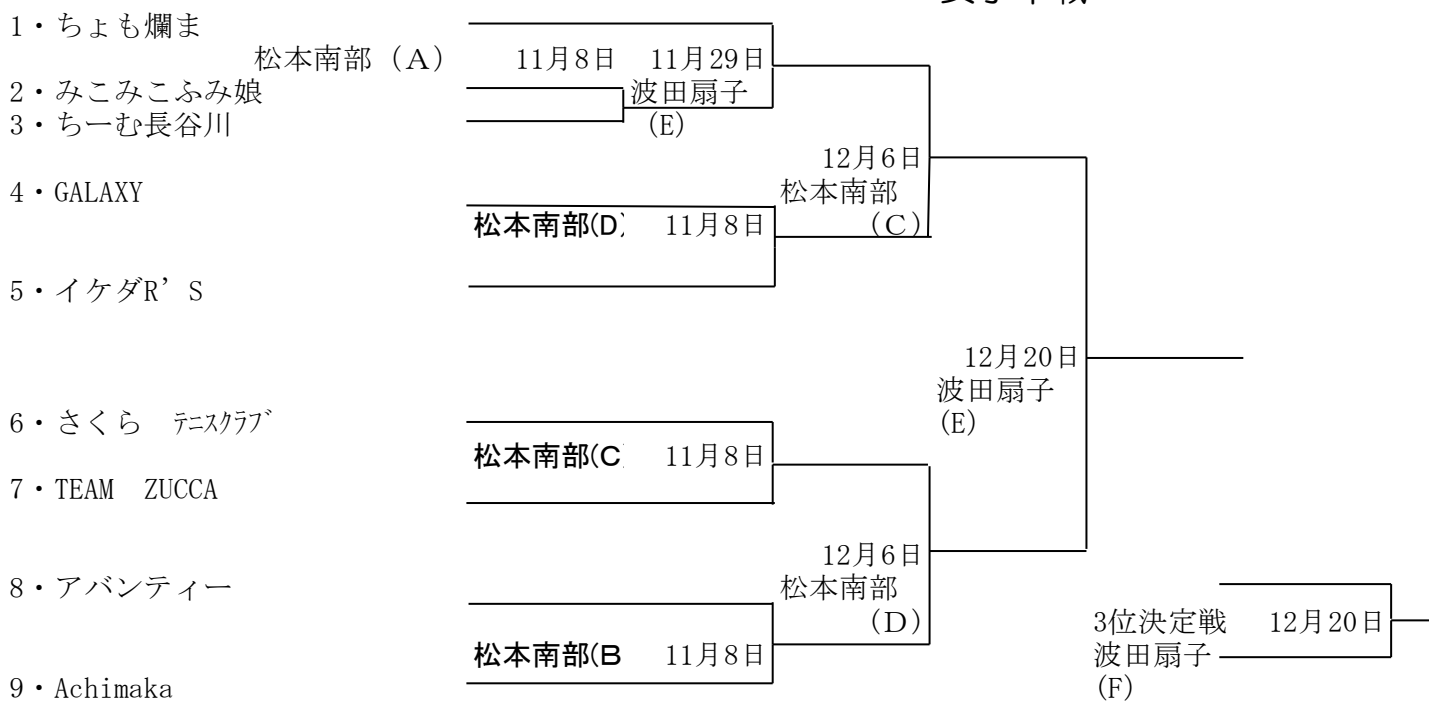 1・ちょも爛ま
松本南部（A） 11月8日 11月29日
2・みこみこふみ娘 波田扇子
3・ちーむ長谷川 (E)
12月6日
4・GALAXY 松本南部
松本南部(D) 11月8日 （C）
5・イケダR’S
12月20日
波田扇子
6・さくら テニスクラブ (E)
松本南部(C 11月8日
7・TEAM ZUCCA
12月6日
8・アバンティー 松本南部
（D） 3位決定戦 12月20日
松本南部(B 11月8日 波田扇子
9・Achimaka (F)